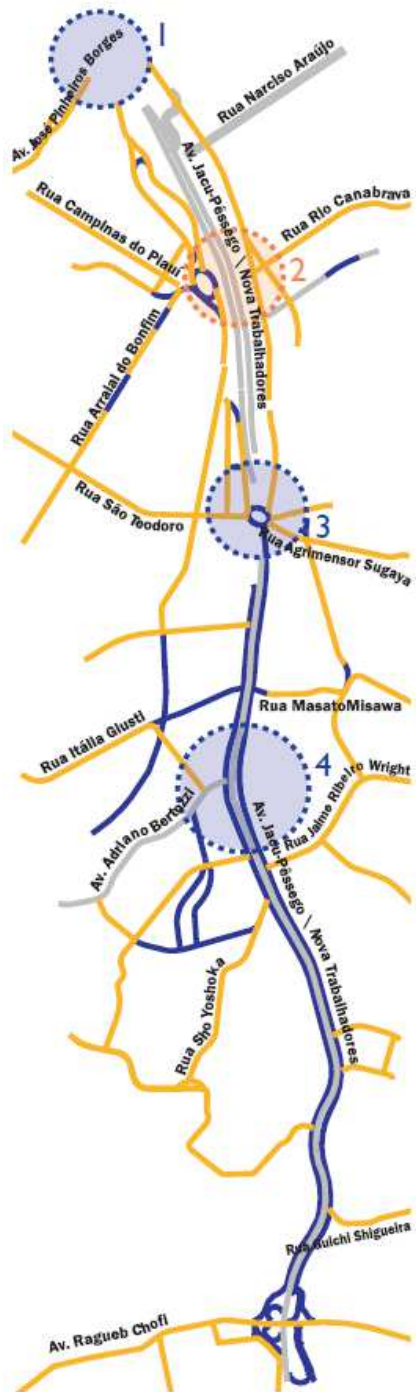 1
Av. José Pinheiros Borges
Rua Narciso Araújo
Av. Jacu-Pêssego \ Nova Trabalhadores
Rua Campinas do Piauí
Rua Rio Canabrava
2
Rua Arraial do Bonfim
Rua São Teodoro
3
Rua Agrimensor Sugaya
Rua MasatoMisawa
Rua Itália Giusti
4
Av. Adriano Bertozzi
Rua Jaime Ribeiro Wright
Av. Jacu-Pêssego \ Nova Trabalhadores
Rua Sho Yoshoka
Rua Guichi Shigueira
Av. Ragueb Chofi